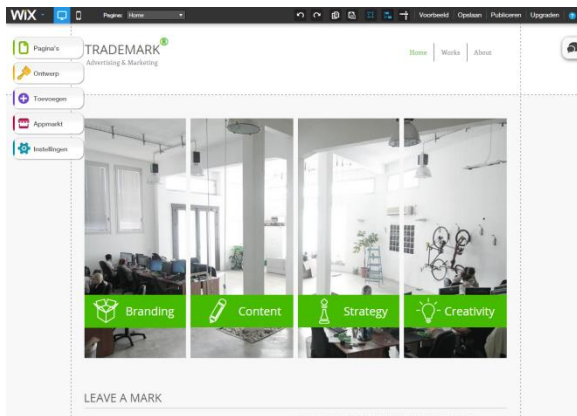 WiX
Pagina: Home
Voorbeeld Opslaan Publiceren Upgraden
Pagina's
Ontwerp
Toevoegen
Appmarkt
Instellingen
TRADEMARK®
Advertising & Marketing
Home Works About
Branding Content Strategy Creativity
LEAVE A MARK